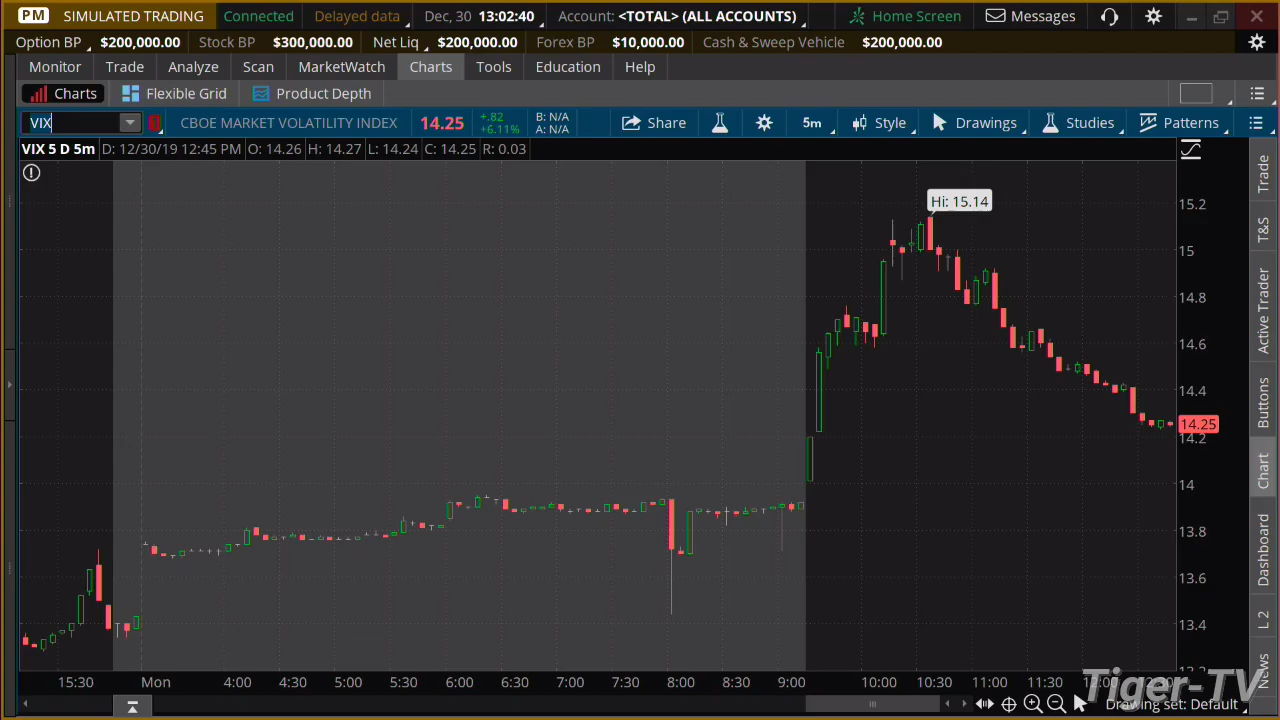 PM SIMULATED TRADING Connected Delayed data Dec, 30 13:02:40 Account: <TOTAL> (ALL ACCOUNTS) Home Screen Messages
Option BP $200,000.00 Stock BP $300,000.00 Net Liq $200,000.00 Forex BP $10,000.00 Cash & Sweep Vehicle $200,000.00
Monitor Trade Analyze Scan MarketWatch Charts Tools Education Help
Charts Flexible Grid Product Depth
VIX CBOE MARKET VOLATILITY INDEX 14.25 +.82 +6.11% B: N/A A: N/A Share 5m Style Drawings Studies Patterns
VIX 5 D 5m D: 12/30/19 12:45 PM O: 14.26 H: 14.27 L: 14.24 C: 14.25 R: 0.03
Hi: 15.14
15.2
15
14.8
14.6
14.4
14.25
14.2
14
13.8
13.6
13.4
13.2
15:30 Mon 4:00 4:30 5:00 5:30 6:00 6:30 7:00 7:30 8:00 8:30 9:00 10:00 10:30 11:00 11:30 12:00
Trade
T&S
Active Trader
Buttons
Chart
Dashboard
L 2
News
Tiger-TV
Drawing set: Default